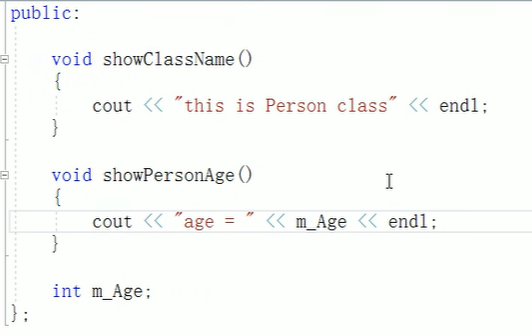 public:
void showClassName()
{
cout << "this is Person class" << endl;
}
void showPersonAge()
{
cout << "age = " << m_Age << endl;
}
int m_Age;
};